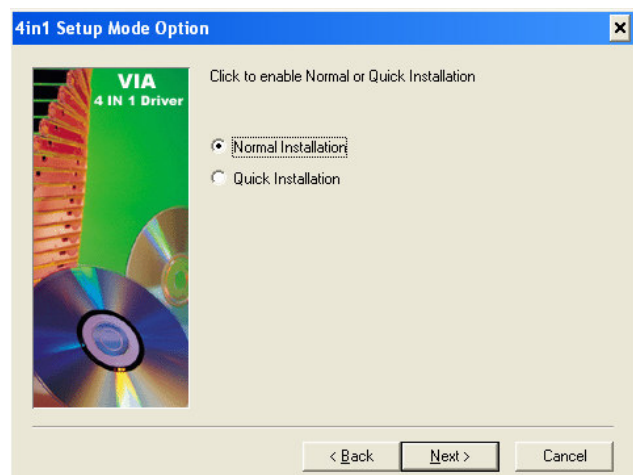 4in1 Setup Mode Option
VIA
4 IN 1 Driver
Click to enable Normal or Quick Installation
Normal Installation
Quick Installation
< Back
Next >
Cancel